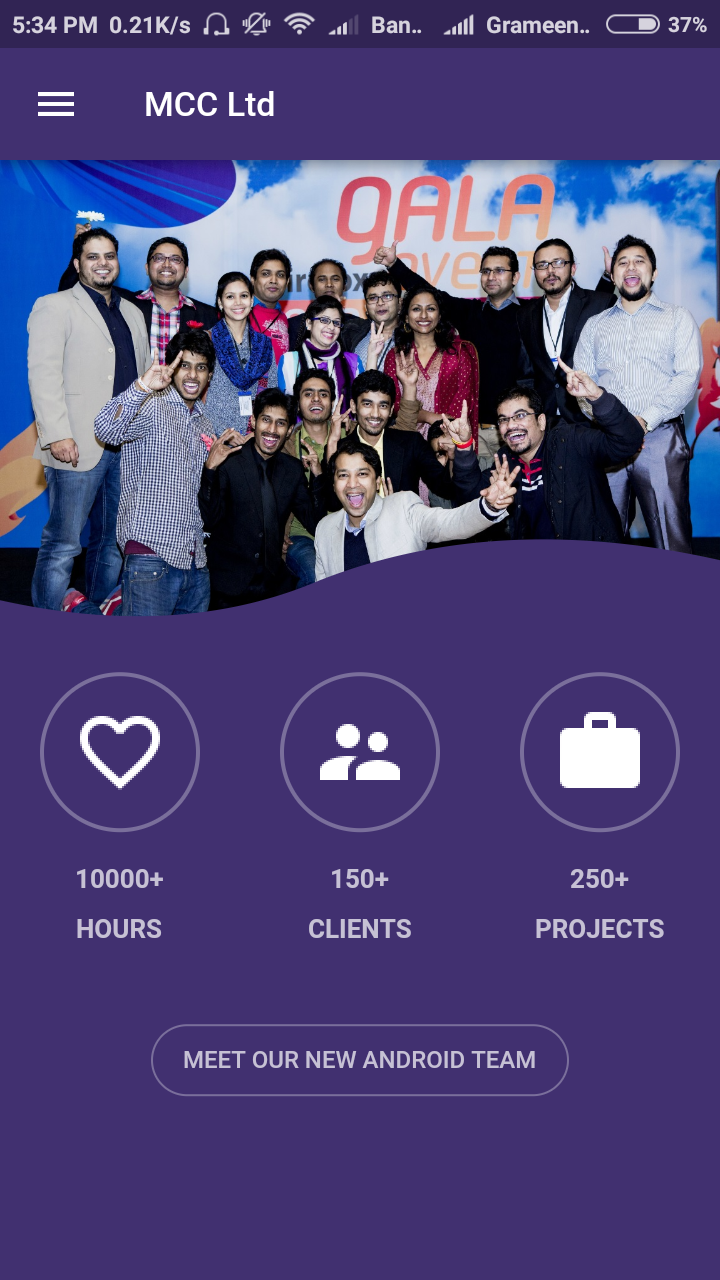 5:34 PM 0.21K/s Ban.. Grameen.. 37%
MCC Ltd
gALA
10000+ 150+ 250+
HOURS CLIENTS PROJECTS
MEET OUR NEW ANDROID TEAM